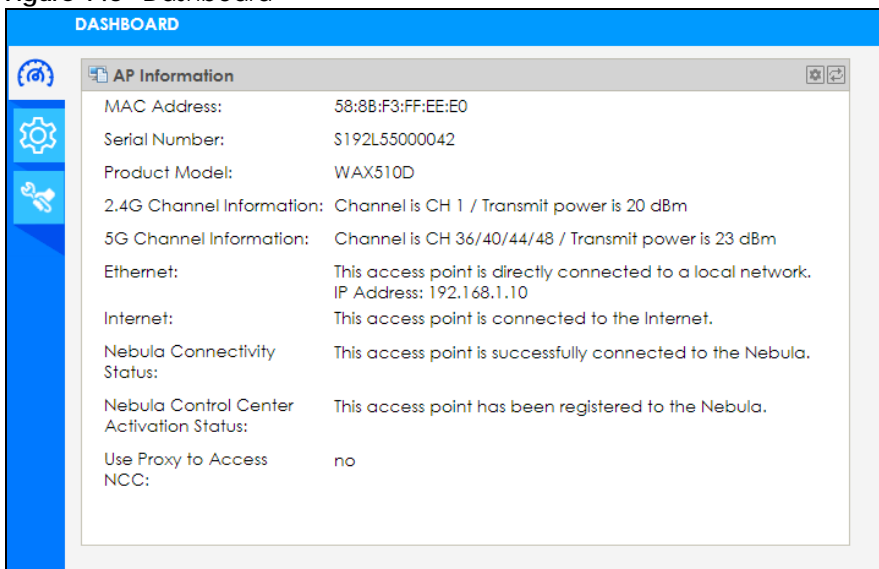 DASHBOARD
AP Information
MAC Address: 58:8B:F3:FF:EE:E0
Serial Number: S192L55000042
Product Model: WAX510D
2.4G Channel Information: Channel is CH 1 / Transmit power is 20 dBm
5G Channel Information: Channel is CH 36/40/44/48 / Transmit power is 23 dBm
Ethernet: This access point is directly connected to a local network.
IP Address: 192.168.1.10
Internet: This access point is connected to the Internet.
Nebula Connectivity This access point is successfully connected to the Nebula.
Status:
Nebula Control Center This access point has been registered to the Nebula.
Activation Status:
Use Proxy to Access no
NCC: